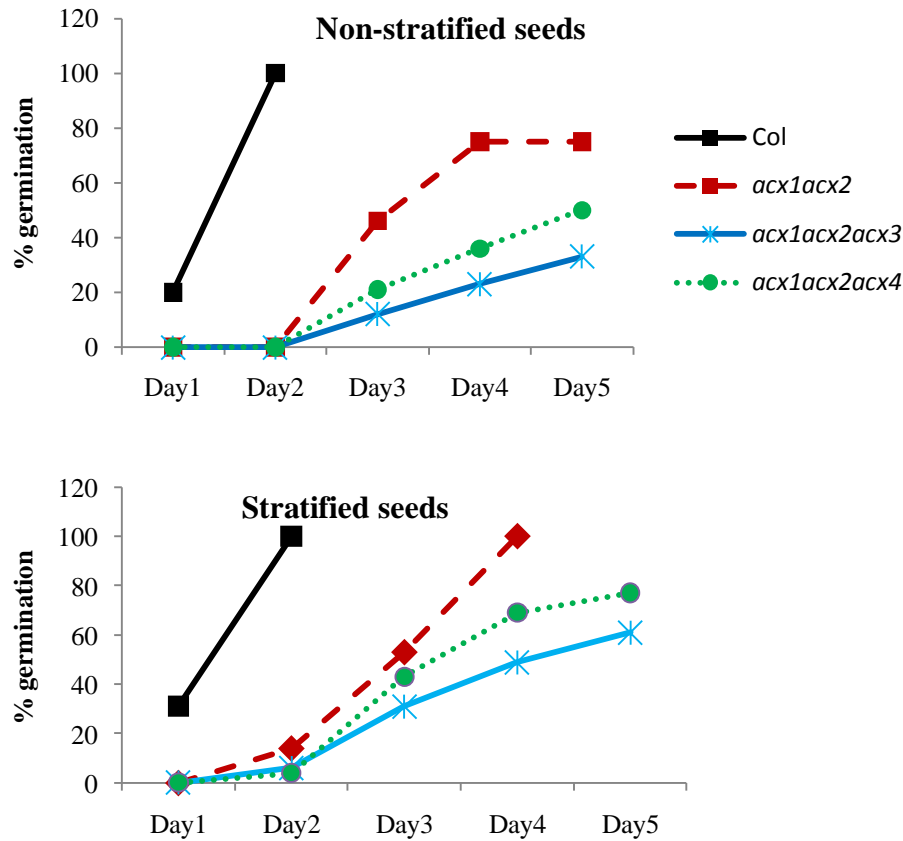 Non-stratified seeds
% germination
120
100
80
60
40
20
0
Day1 Day2 Day3 Day4 Day5
Col
acx1acx2
acx1acx2acx3
acx1acx2acx4
Stratified seeds
% germination
120
100
80
60
40
20
0
Day1 Day2 Day3 Day4 Day5